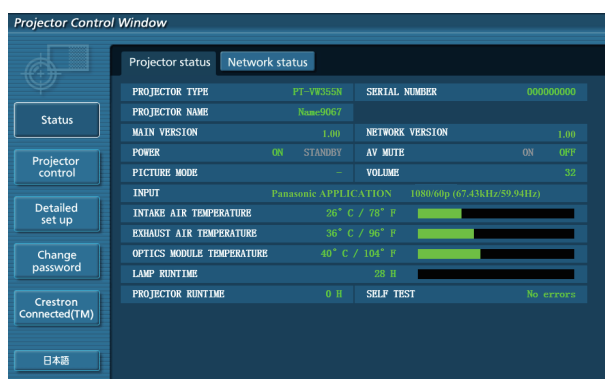 Projector Control Window
Projector status Network status
Status
Projector
control
Detailed
set up
Change
password
Crestron
Connected(TM)
日本語
PROJECTOR TYPE PT-VW355N SERIAL NUMBER 000000000
PROJECTOR NAME Name9067
MAIN VERSION 1.00 NETWORK VERSION 1.00
POWER ON STANDBY AV MUTE ON OFF
PICTURE MODE – VOLUME 32
INPUT Panasonic APPLICATION 1080/60p (67.43kHz/59.94Hz)
INTAKE AIR TEMPERATURE 26° C / 78° F
EXHAUST AIR TEMPERATURE 36° C / 96° F
OPTICS MODULE TEMPERATURE 40° C / 104° F
LAMP RUNTIME 28 H
PROJECTOR RUNTIME 0 H SELF TEST No errors